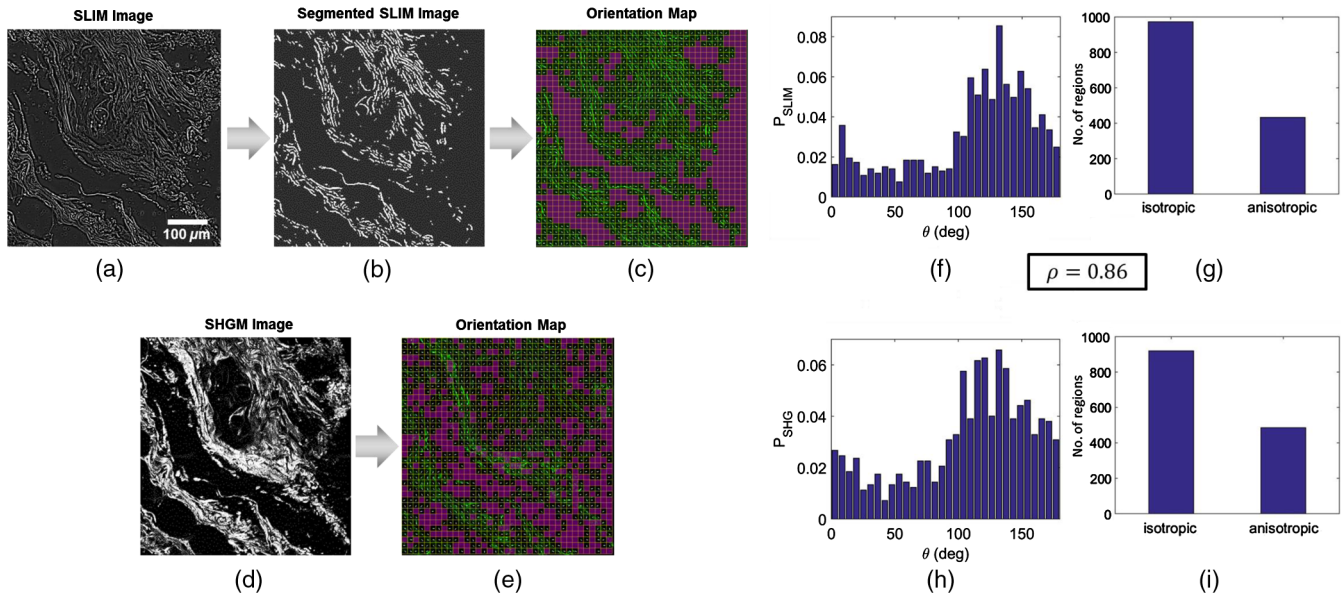 SLIM Image
Segmented SLIM Image
Orientation Map
100 µm
(a)
(b)
(c)
P_SLIM
0.08
0.06
0.04
0.02
0
0
50
100
150
θ (deg)
(f)
No. of regions
1000
800
600
400
200
0
isotropic
anisotropic
(g)
ρ = 0.86
SHGM Image
Orientation Map
(d)
(e)
P_SHG
0.06
0.04
0.02
0
0
50
100
150
θ (deg)
(h)
No. of regions
1000
800
600
400
200
0
isotropic
anisotropic
(i)